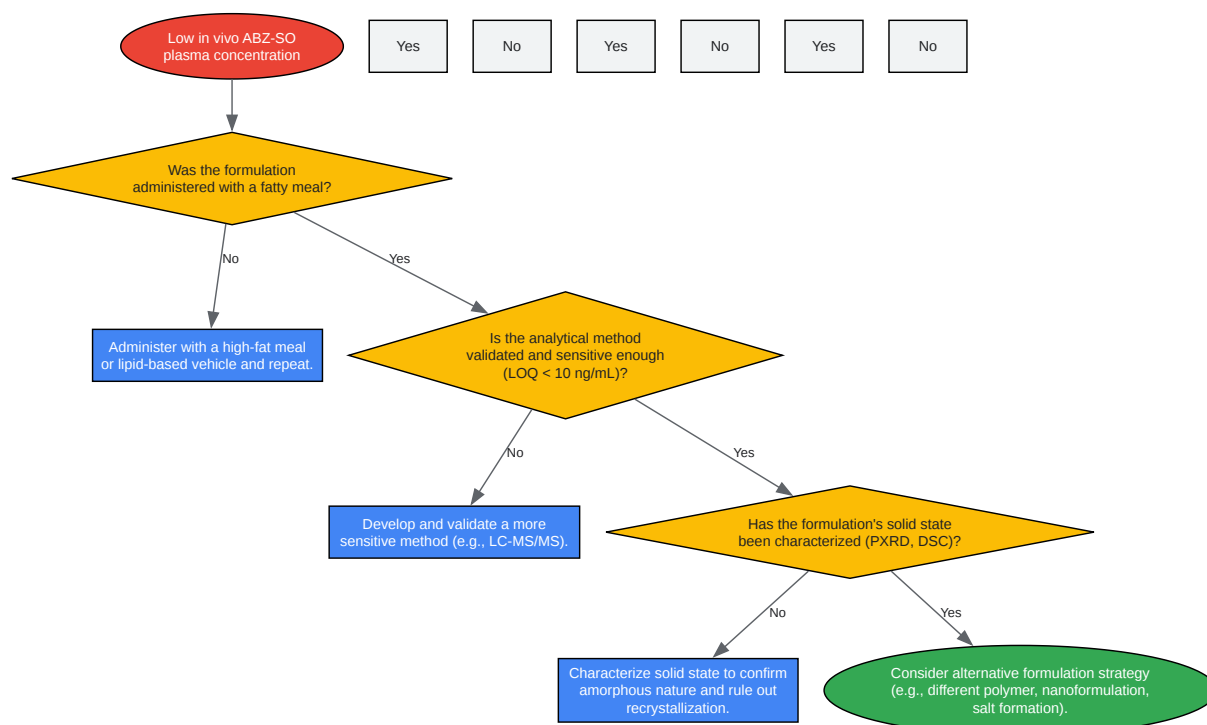 Low in vivo ABZ-SO
plasma concentration
Yes
No
Yes
No
Yes
No
Was the formulation
administered with a fatty meal?
No
Yes
Administer with a high-fat meal
or lipid-based vehicle and repeat.
Is the analytical method
validated and sensitive enough
(LOQ < 10 ng/mL)?
No
Yes
Develop and validate a more
sensitive method (e.g., LC-MS/MS).
Has the formulation's solid state
been characterized (PXRD, DSC)?
No
Yes
Characterize solid state to confirm
amorphous nature and rule out
recrystallization.
Consider alternative formulation strategy
(e.g., different polymer, nanoformulation,
salt formation).